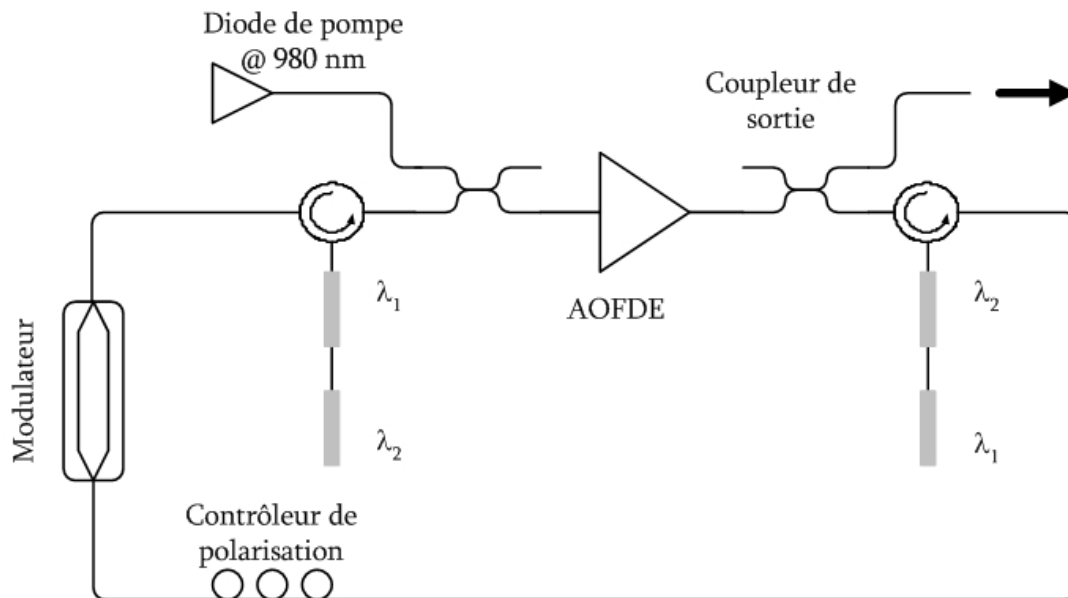 Diode de pompe
@ 980 nm
Coupleur de
sortie
λ₁
AOFDE
λ₂
Modulateur
λ₂
λ₁
Contrôleur de
polarisation